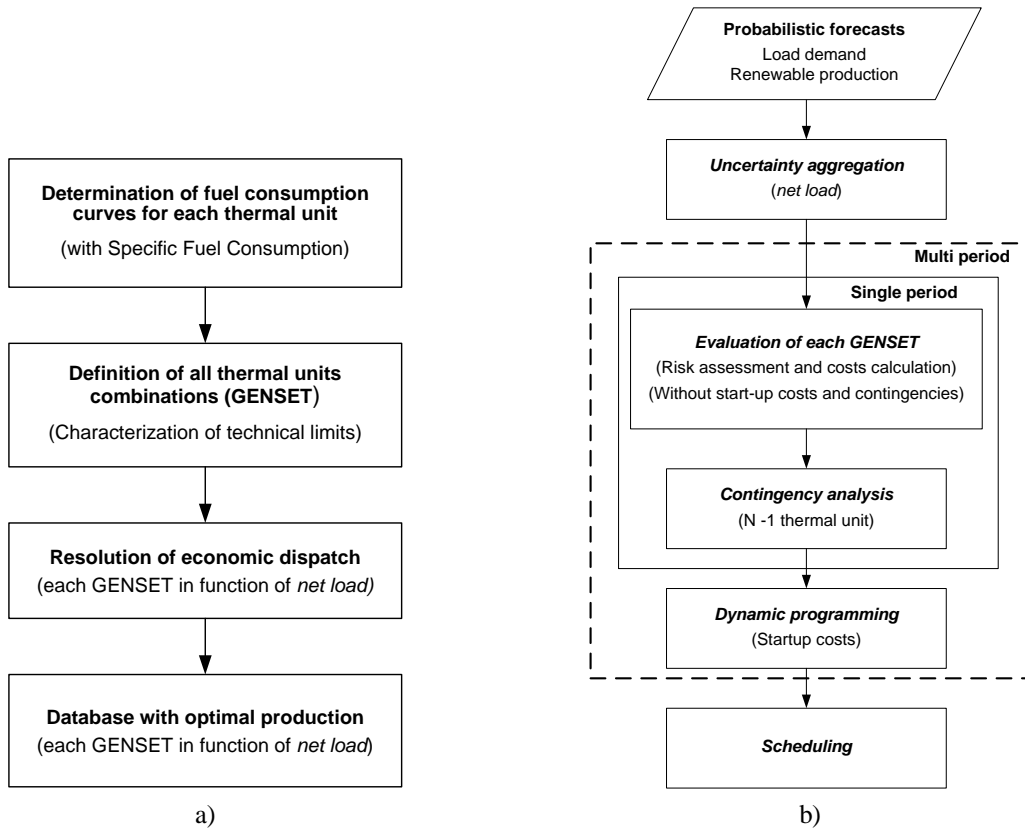 Determination of fuel consumption
curves for each thermal unit
(with Specific Fuel Consumption)
Definition of all thermal units
combinations (GENSET)
(Characterization of technical limits)
Resolution of economic dispatch
(each GENSET in function of net load)
Database with optimal production
(each GENSET in function of net load)
a)
Probabilistic forecasts
Load demand
Renewable production
Uncertainty aggregation
(net load)
Multi period
Single period
Evaluation of each GENSET
(Risk assessment and costs calculation)
(Without start-up costs and contingencies)
Contingency analysis
(N -1 thermal unit)
Dynamic programming
(Startup costs)
Scheduling
b)